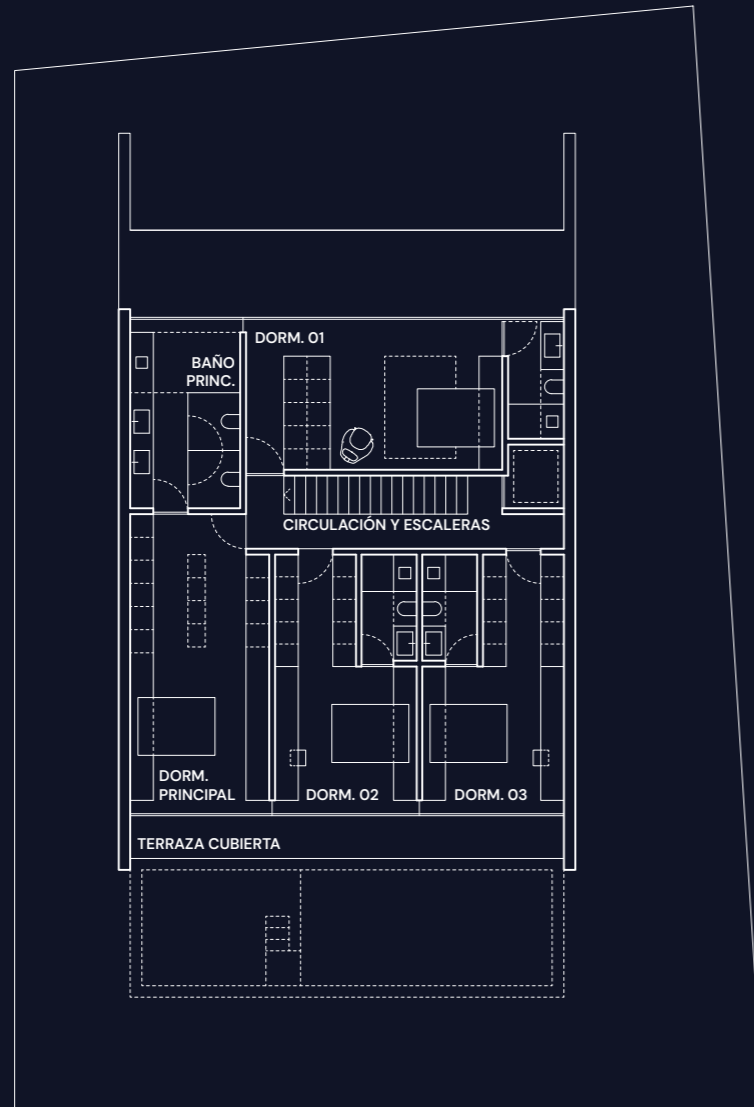 DORM. 01
BAÑO
PRINC.
CIRCULACIÓN Y ESCALERAS
DORM.
PRINCIPAL
DORM. 02
DORM. 03
TERRAZA CUBIERTA